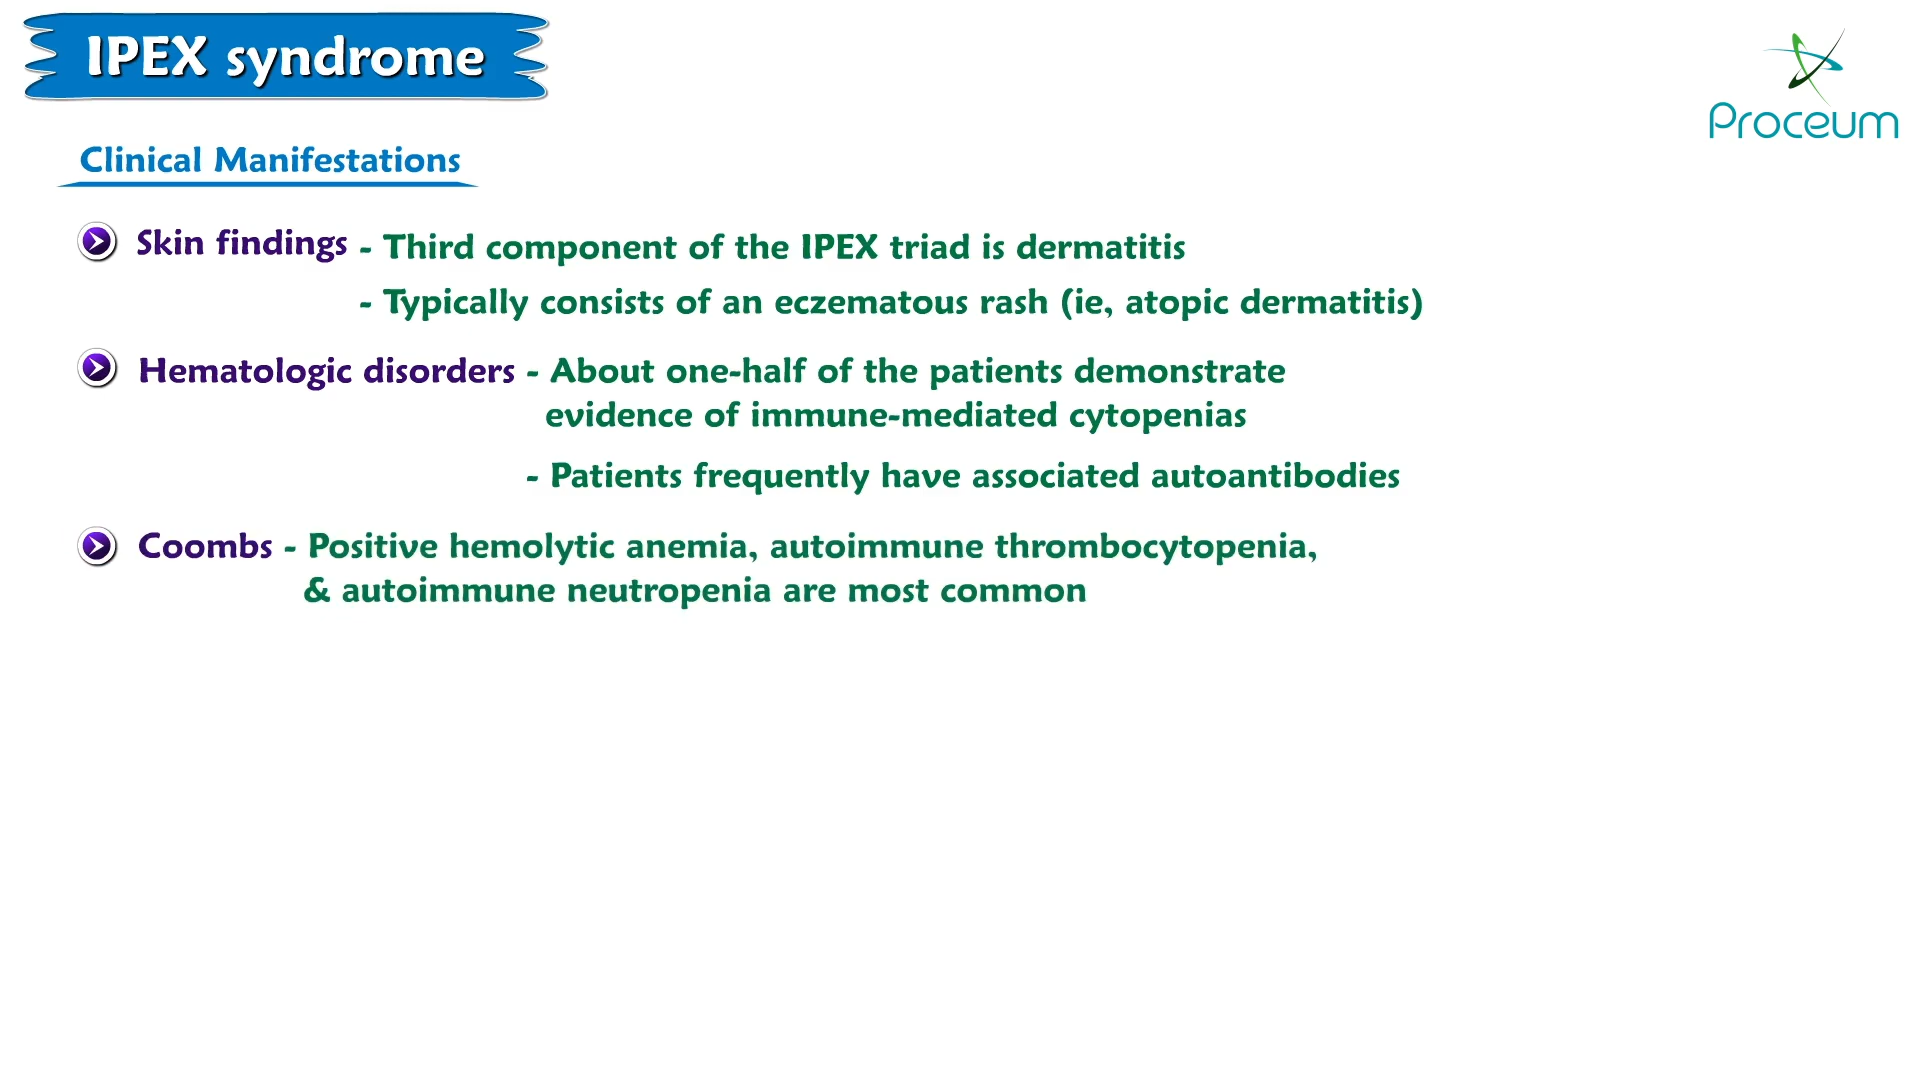 IPEX syndrome
Proceum
Clinical Manifestations
Skin findings - Third component of the IPEX triad is dermatitis
- Typically consists of an eczematous rash (ie, atopic dermatitis)
Hematologic disorders - About one-half of the patients demonstrate
evidence of immune-mediated cytopenias
- Patients frequently have associated autoantibodies
Coombs - Positive hemolytic anemia, autoimmune thrombocytopenia,
& autoimmune neutropenia are most common